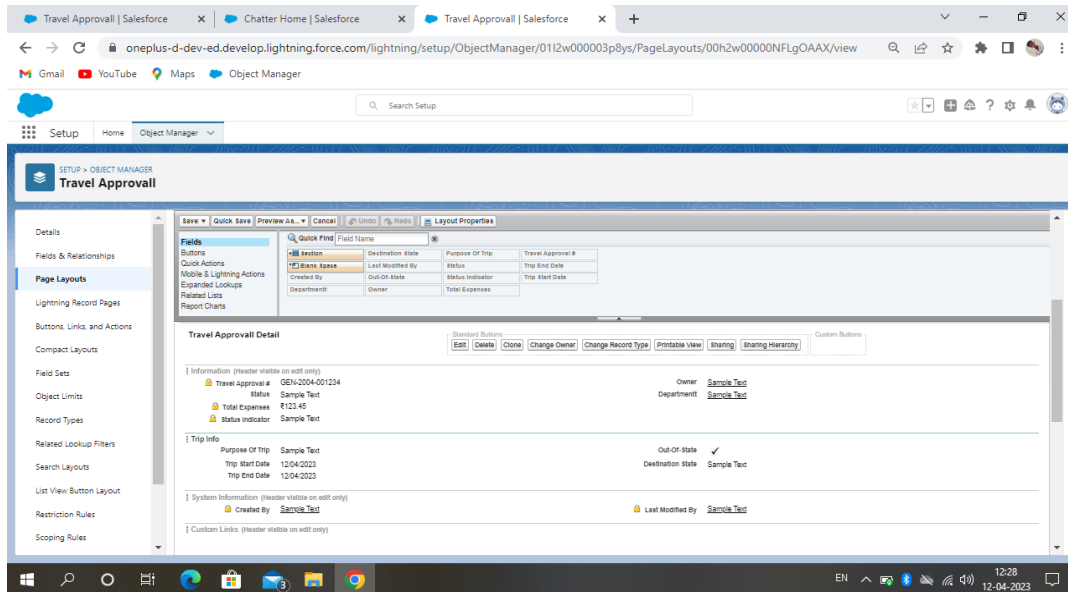 Travel Approvall | Salesforce
Chatter Home | Salesforce
Travel Approvall | Salesforce
oneplus-d-dev-ed.develop.lightning.force.com/lightning/setup/ObjectManager/01I2w000003p8ys/PageLayouts/00h2w00000NFLgOAAX/view
Gmail YouTube Maps Object Manager
Search Setup
Setup Home Object Manager
SETUP > OBJECT MANAGER
Travel Approvall
Details
Fields & Relationships
Page Layouts
Lightning Record Pages
Buttons, Links, and Actions
Compact Layouts
Field Sets
Object Limits
Record Types
Related Lookup Filters
Search Layouts
List View Button Layout
Restriction Rules
Scoping Rules
Save Quick Save Preview As... Cancel Undo Redo Layout Properties
Fields
Buttons
Quick Actions
Mobile & Lightning Actions
Expanded Lookups
Related Lists
Report Charts
Quick Find Field Name
Section Destination State Purpose Of Trip Travel Approval #
Blank Space Last Modified By Status Trip End Date
Created By Out-Of-State Status Indicator Trip Start Date
Departmentt Owner Total Expenses
Travel Approvall Detail
Standard Buttons
Edit Delete Clone Change Owner Change Record Type Printable View Sharing Sharing Hierarchy
Custom Buttons
Information (Header visible on edit only)
Travel Approval # GEN-2004-001234 Owner Sample Text
Status Sample Text Departmentt Sample Text
Total Expenses ₹123.45
Status Indicator Sample Text
Trip Info
Purpose Of Trip Sample Text Out-Of-State ✓
Trip Start Date 12/04/2023 Destination State Sample Text
Trip End Date 12/04/2023
System Information (Header visible on edit only)
Created By Sample Text Last Modified By Sample Text
Custom Links (Header visible on edit only)
3
EN
12:28
12-04-2023